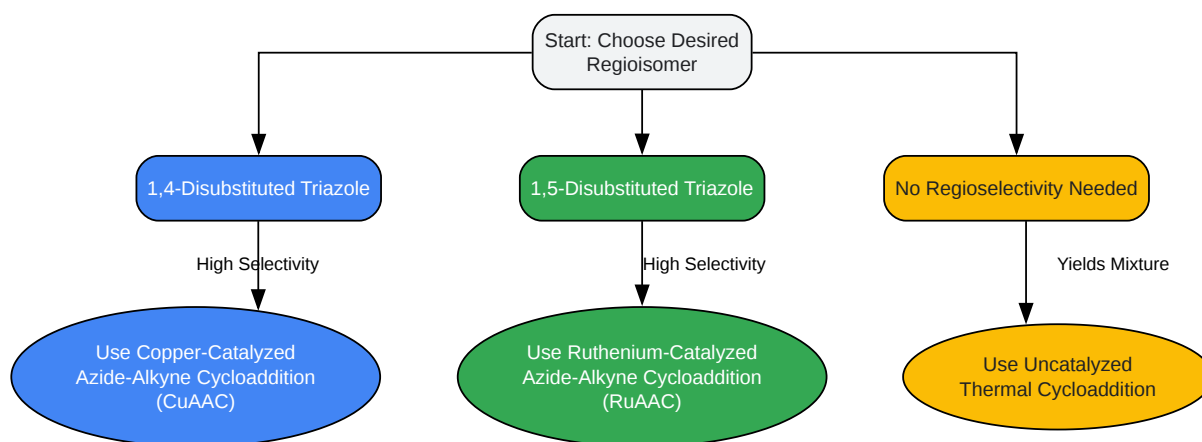 Start: Choose Desired
Regioisomer
1,4-Disubstituted Triazole
1,5-Disubstituted Triazole
No Regioselectivity Needed
High Selectivity
High Selectivity
Yields Mixture
Use Copper-Catalyzed
Azide-Alkyne Cycloaddition
(CuAAC)
Use Ruthenium-Catalyzed
Azide-Alkyne Cycloaddition
(RuAAC)
Use Uncatalyzed
Thermal Cycloaddition